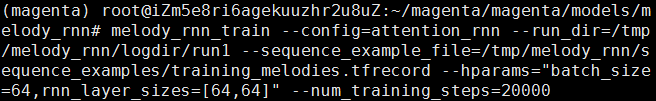 (magenta) root@iZm5e8ri6agekuuzhr2u8uZ:~/magenta/magenta/models/m
elody_rnn# melody_rnn_train --config=attention_rnn --run_dir=/tmp
/melody_rnn/logdir/run1 --sequence_example_file=/tmp/melody_rnn/s
equence_examples/training_melodies.tfrecord --hparams="batch_size
=64,rnn_layer_sizes=[64,64]" --num_training_steps=20000